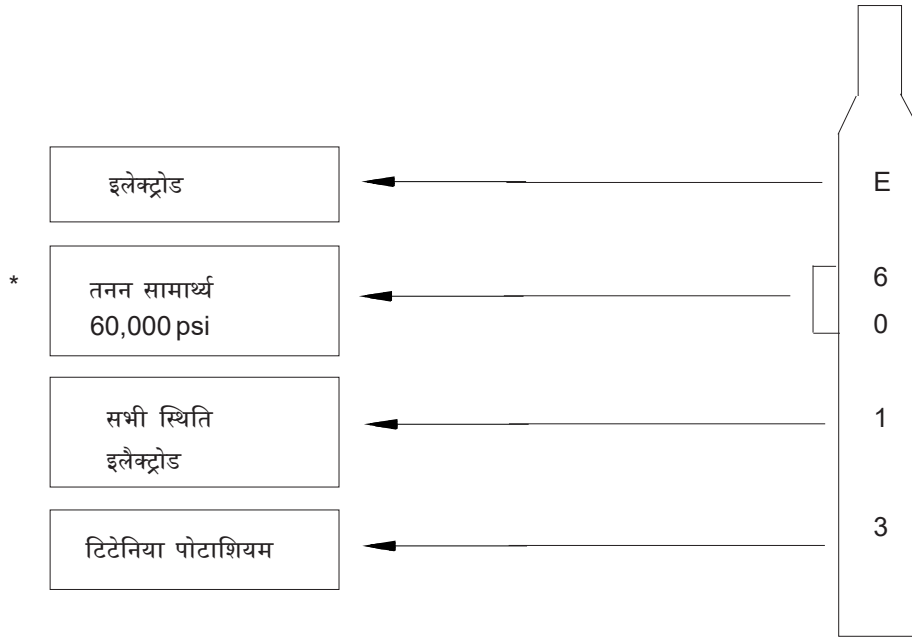 इलेक्ट्रोड
E
*
तनन सामार्थ्य
60,000 psi
6
0
सभी स्थिति
इलैक्ट्रोड
1
टिटेनिया पोटाशियम
3